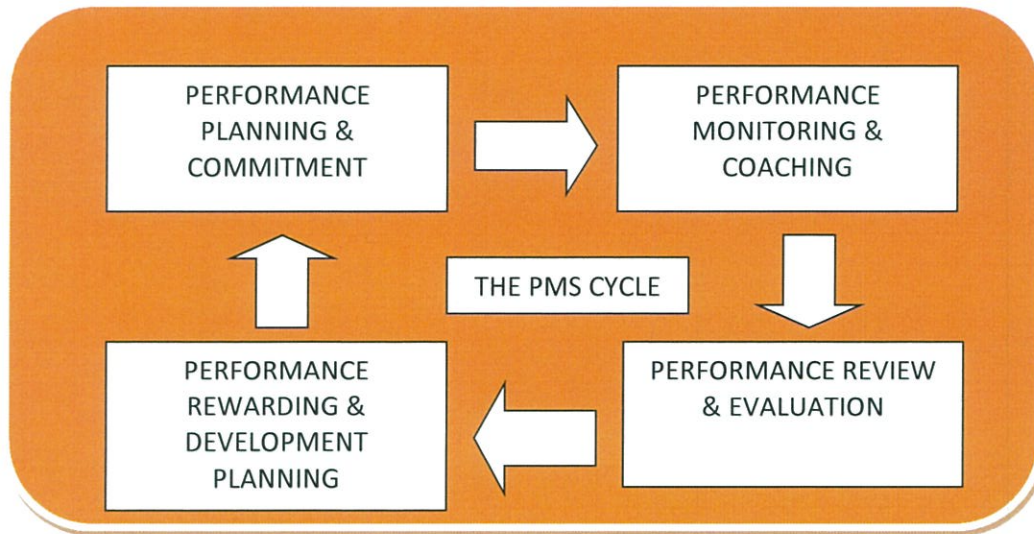 PERFORMANCE
PLANNING &
COMMITMENT
PERFORMANCE
MONITORING &
COACHING
THE PMS CYCLE
PERFORMANCE
REWARDING &
DEVELOPMENT
PLANNING
PERFORMANCE REVIEW
& EVALUATION